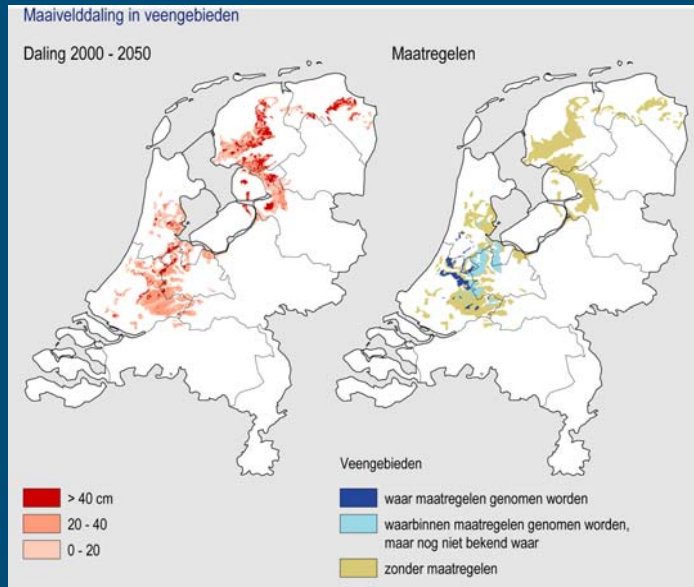 Maaivelddaling in veengebieden
Daling 2000 - 2050
Maatregelen
> 40 cm
20 - 40
0 - 20
Veengebieden
waar maatregelen genomen worden
waarbinnen maatregelen genomen worden,
maar nog niet bekend waar
zonder maatregelen